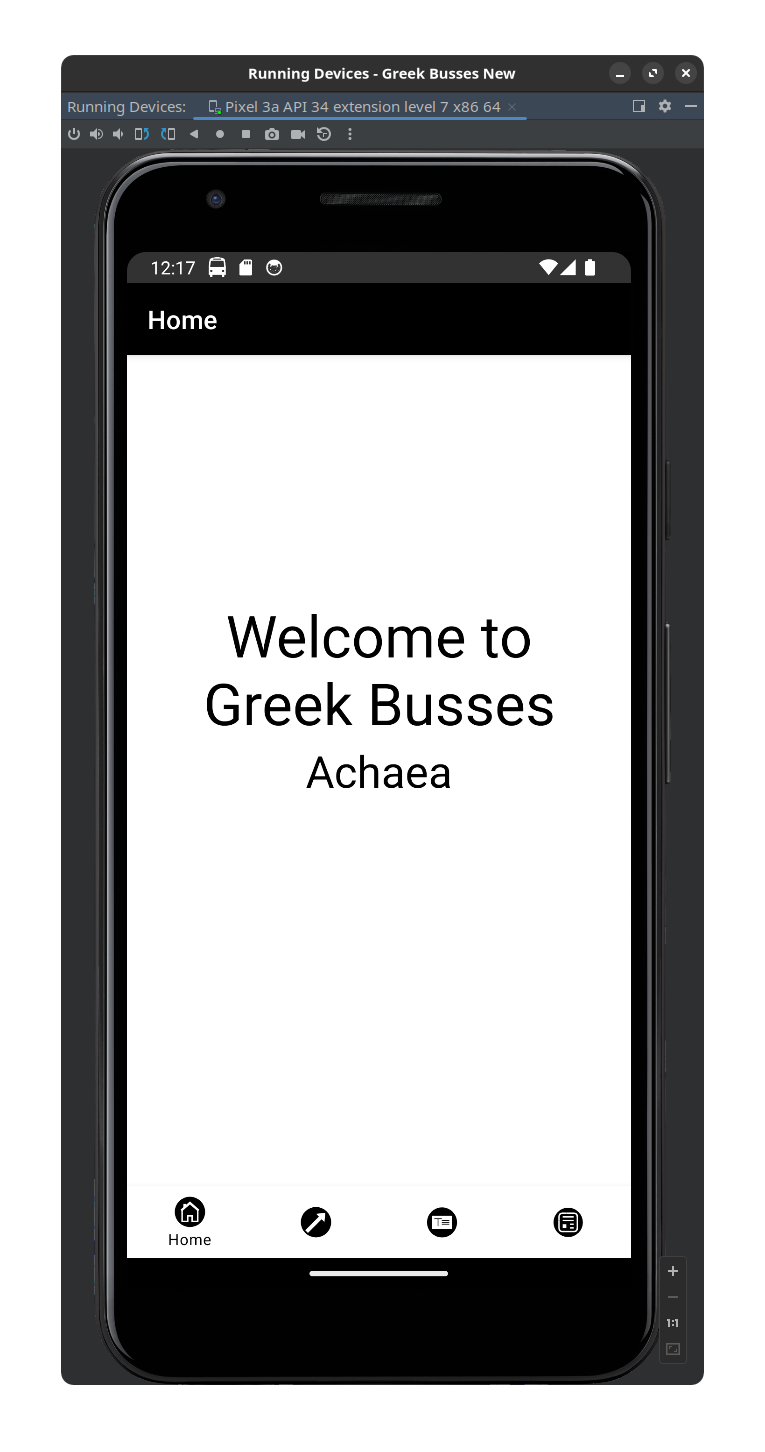 Running Devices - Greek Busses New
Running Devices: Pixel 3a API 34 extension level 7 x86 64
12:17
Home
Welcome to
Greek Busses
Achaea
Home
1:1